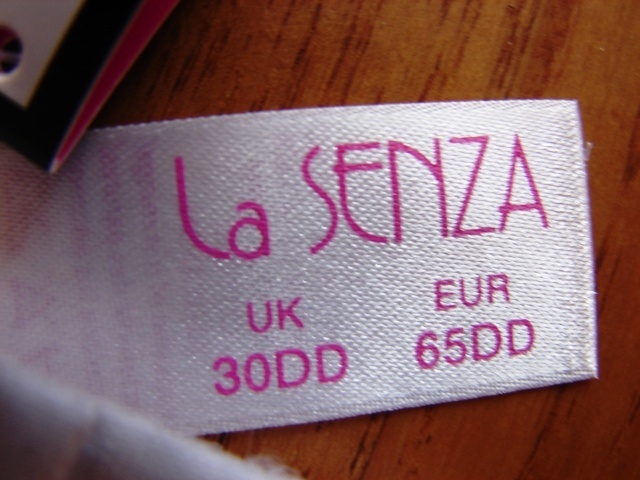 La SENZA
UK EUR
30DD 65DD